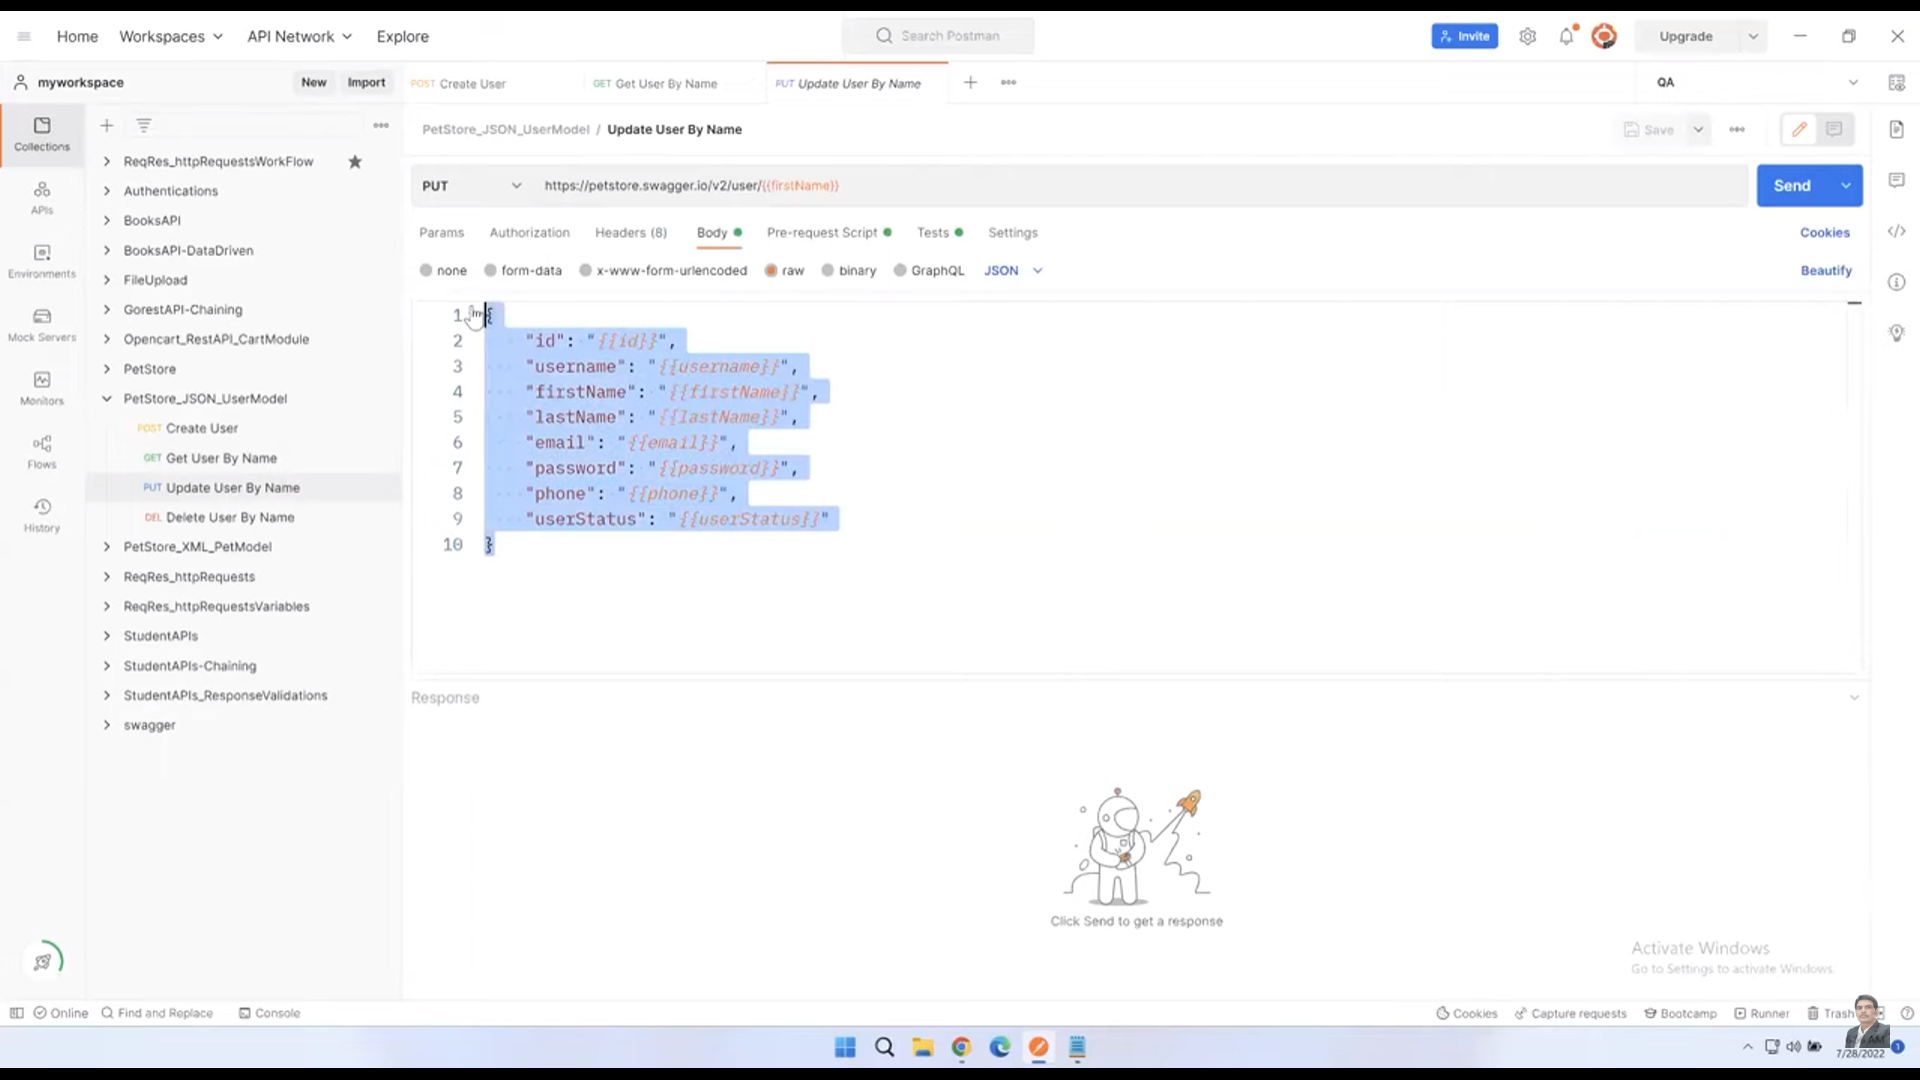 Home Workspaces API Network Explore Search Postman Invite Upgrade
myworkspace New Import POST Create User GET Get User By Name PUT Update User By Name QA
Collections
APIs
Environments
Mock Servers
Monitors
Flows
History
ReqRes_httpRequestsWorkFlow
Authentications
BooksAPI
BooksAPI-DataDriven
FileUpload
GorestAPI-Chaining
Opencart_RestAPI_CartModule
PetStore
PetStore_JSON_UserModel
POST Create User
GET Get User By Name
PUT Update User By Name
DEL Delete User By Name
PetStore_XML_PetModel
ReqRes_httpRequests
ReqRes_httpRequestsVariables
StudentAPIs
StudentAPIs-Chaining
StudentAPIs_ResponseValidations
swagger
PetStore_JSON_UserModel / Update User By Name Save
PUT https://petstore.swagger.io/v2/user/{{firstName}} Send
Params Authorization Headers (8) Body Pre-request Script Tests Settings Cookies
none form-data x-www-form-urlencoded raw binary GraphQL JSON Beautify
1 {
2 "id": "{{id}}",
3 "username": "{{username}}",
4 "firstName": "{{firstName}}",
5 "lastName": "{{lastName}}",
6 "email": "{{email}}",
7 "password": "{{password}}",
8 "phone": "{{phone}}",
9 "userStatus": "{{userStatus}}"
10 }
Response
Click Send to get a response
Activate Windows
Go to Settings to activate Windows.
Online Find and Replace Console Cookies Capture requests Bootcamp Runner Trash
AM
7/28/2022 1